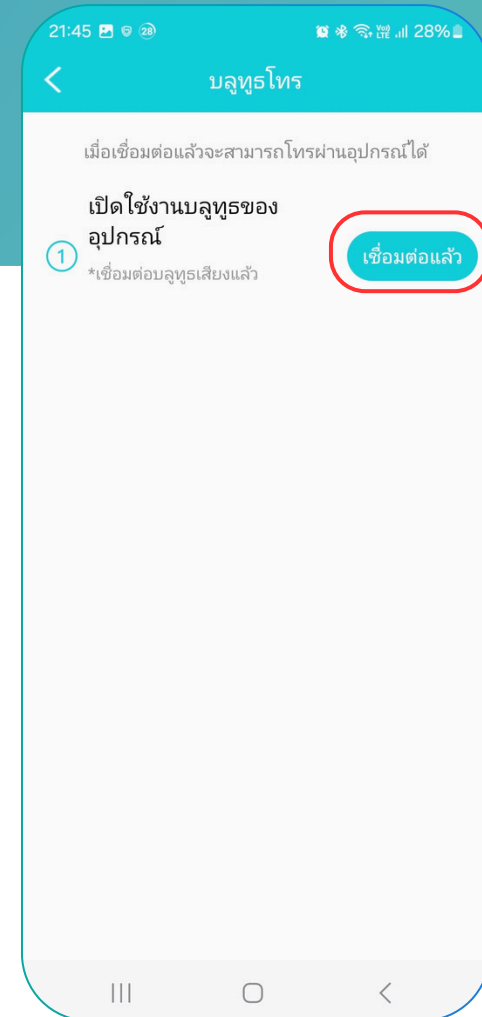 21:45 28 28%
บลูทูธโทร
เมื่อเชื่อมต่อแล้วจะสามารถโทรผ่านอุปกรณ์ได้
เปิดใช้งานบลูทูธของ
อุปกรณ์
1
เชื่อมต่อแล้ว
*เชื่อมต่อบลูทูธเสียงแล้ว